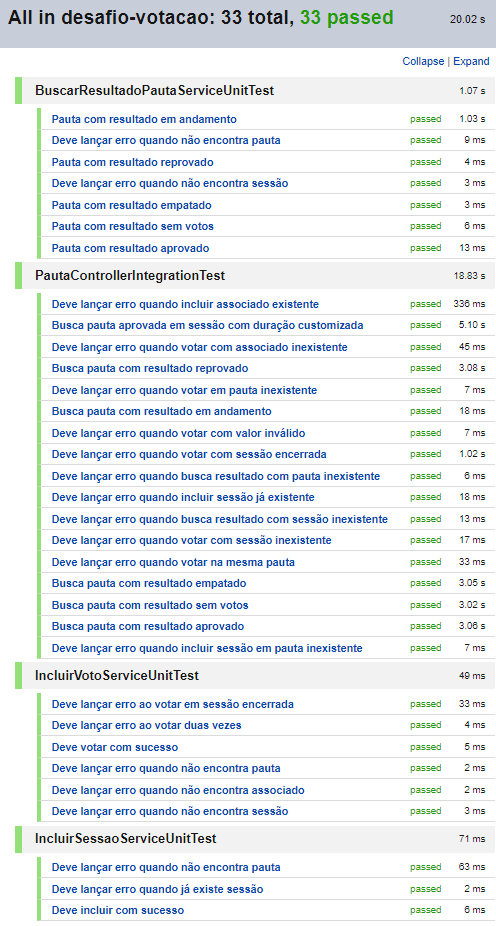 All in desafio-votacao: 33 total, 33 passed 20.02 s
Collapse | Expand
BuscarResultadoPautaServiceUnitTest 1.07 s
Pauta com resultado em andamento passed 1.03 s
Deve lançar erro quando não encontra pauta passed 9 ms
Pauta com resultado reprovado passed 4 ms
Deve lançar erro quando não encontra sessão passed 3 ms
Pauta com resultado empatado passed 3 ms
Pauta com resultado sem votos passed 6 ms
Pauta com resultado aprovado passed 13 ms
PautaControllerIntegrationTest 18.83 s
Deve lançar erro quando incluir associado existente passed 336 ms
Busca pauta aprovada em sessão com duração customizada passed 5.10 s
Deve lançar erro quando votar com associado inexistente passed 45 ms
Busca pauta com resultado reprovado passed 3.08 s
Deve lançar erro quando votar em pauta inexistente passed 7 ms
Busca pauta com resultado em andamento passed 18 ms
Deve lançar erro quando votar com valor inválido passed 7 ms
Deve lançar erro quando votar com sessão encerrada passed 1.02 s
Deve lançar erro quando busca resultado com pauta inexistente passed 6 ms
Deve lançar erro quando incluir sessão já existente passed 18 ms
Deve lançar erro quando busca resultado com sessão inexistente passed 13 ms
Deve lançar erro quando votar com sessão inexistente passed 17 ms
Deve lançar erro quando votar na mesma pauta passed 33 ms
Busca pauta com resultado empatado passed 3.05 s
Busca pauta com resultado sem votos passed 3.02 s
Busca pauta com resultado aprovado passed 3.06 s
Deve lançar erro quando incluir sessão em pauta inexistente passed 7 ms
IncluirVotoServiceUnitTest 49 ms
Deve lançar erro ao votar em sessão encerrada passed 33 ms
Deve lançar erro ao votar duas vezes passed 4 ms
Deve votar com sucesso passed 5 ms
Deve lançar erro quando não encontra pauta passed 2 ms
Deve lançar erro quando não encontra associado passed 2 ms
Deve lançar erro quando não encontra sessão passed 3 ms
IncluirSessaoServiceUnitTest 71 ms
Deve lançar erro quando não encontra pauta passed 63 ms
Deve lançar erro quando já existe sessão passed 2 ms
Deve incluir com sucesso passed 6 ms